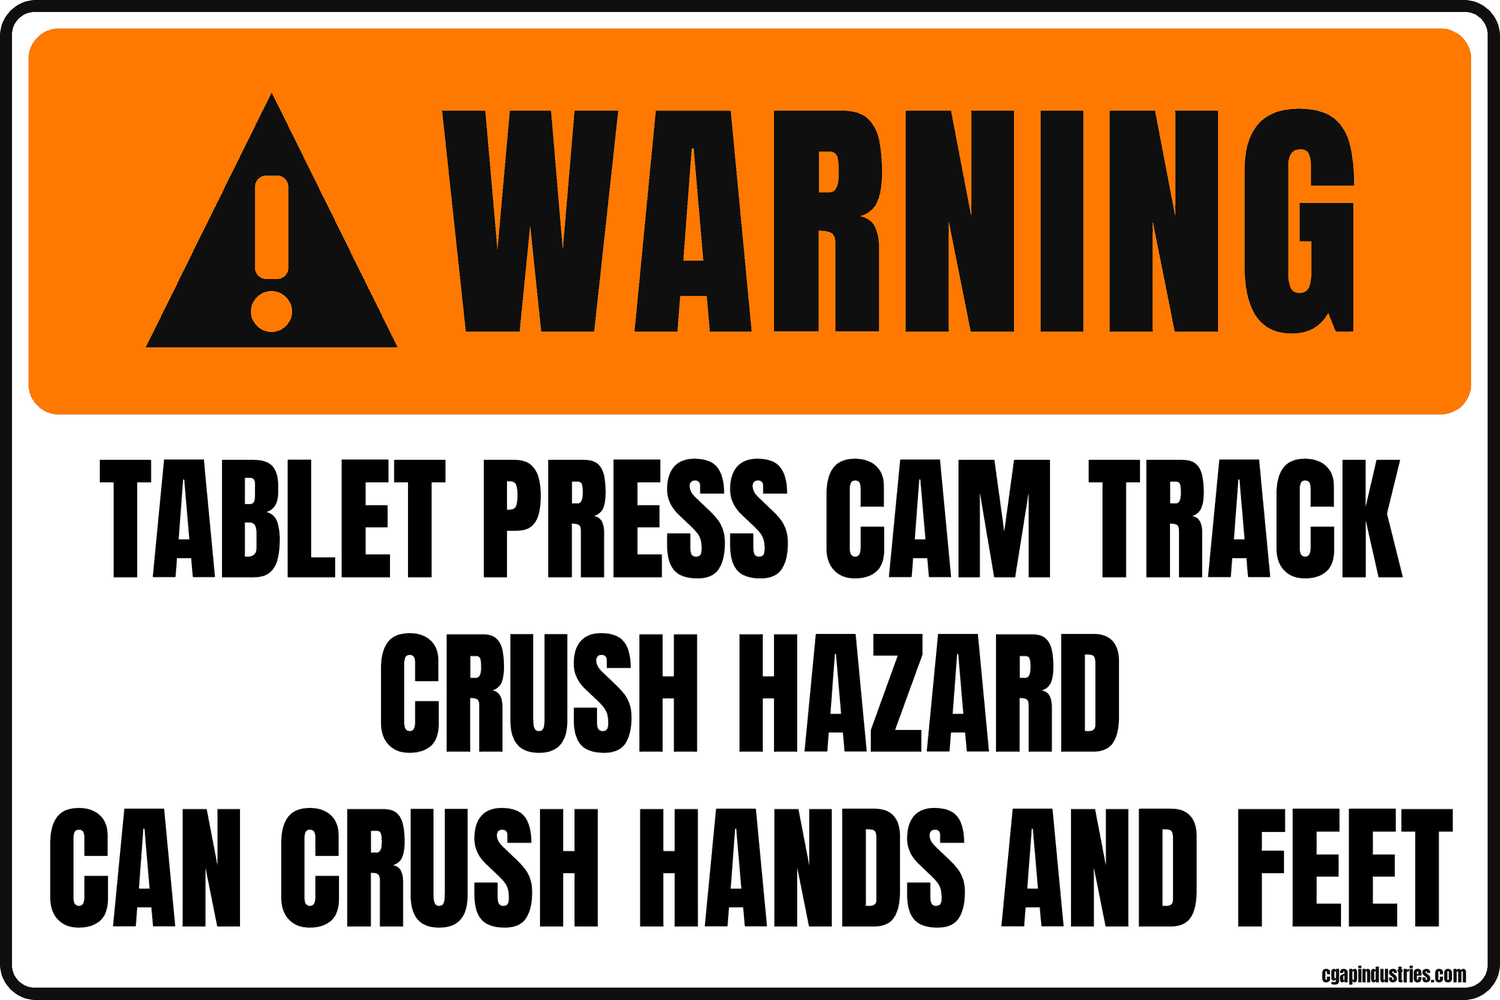 WARNING
TABLET PRESS CAM TRACK
CRUSH HAZARD
CAN CRUSH HANDS AND FEET
cgapindustries.com